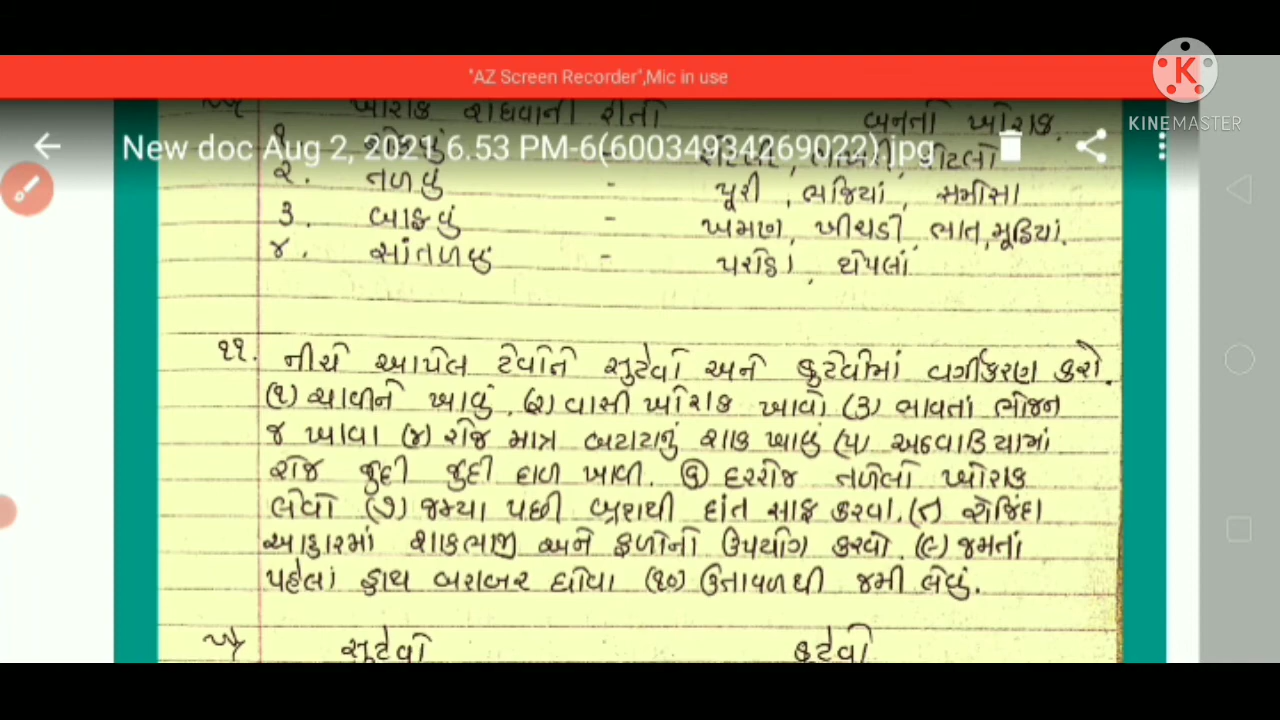 "AZ Screen Recorder",Mic in use
KINEMASTER
ખોરાક રાંધવાની રીતો બનતો ખોરાક.
New doc Aug 2, 2021 6.53 PM-6(60034934269022).jpg
૨. તળવું - પૂરી, ભજિયાં, સમોસા
૩. બાફવું - ખમણ, ખીચડી, ભાત, મૂઠિયાં.
૪. સાંતળવું - પરોઠા, થેપલાં
૧૧. નીચે આપેલ ટેવોને સુટેવો અને કુટેવોમાં વર્ગીકરણ કરો.
(૧) ચાવીને ખાવું. (૨) વાસી ખોરાક ખાવો (૩) ભાવતાં ભોજન
જ ખાવા (૪) રોજ માત્ર બટાટાનું શાક ખાવું (૫) અઠવાડિયામાં
રોજ જુદી જુદી દાળ ખાવી. (૬) દરરોજ તળેલો ખોરાક
લેવો (૭) જમ્યા પછી બ્રશથી દાંત સાફ કરવા. (૮) રોજિંદા
આહારમાં શાકભાજી અને ફળોનો ઉપયોગ કરવો. (૯) જમતાં
પહેલાં હાથ બરાબર ધોવા (૧૦) ઉતાવળથી જમી લેવું.
સુટેવો કુટેવો